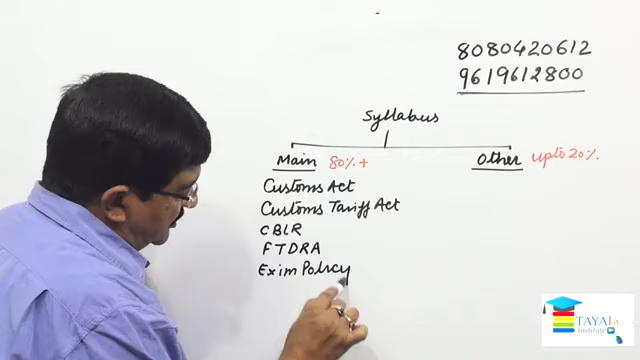 8080420612
9619612800
Syllabus
Main 80% +
Other upto 20%
Customs Act
Customs Tariff Act
CBLR
FTDRA
Exim Policy
TAYAL's
Institute